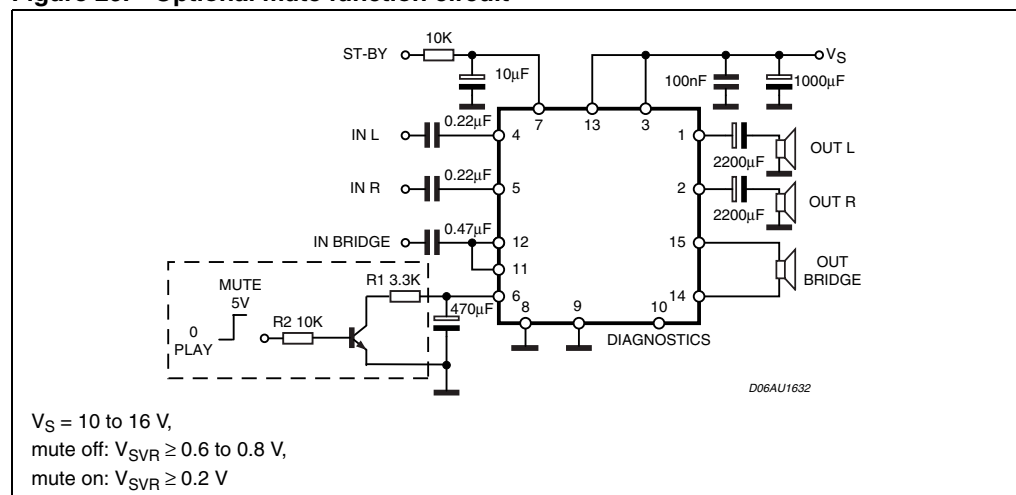 Figure 20. Optional mute function circuit
ST-BY
10K
10µF
VS
100nF
1000µF
7
13
3
IN L
0.22µF
4
1
2200µF
OUT L
IN R
0.22µF
5
2
2200µF
OUT R
IN BRIDGE
0.47µF
12
11
15
14
OUT
BRIDGE
MUTE
5V
0
PLAY
R2 10K
R1 3.3K
6
470µF
8
9
10
DIAGNOSTICS
D06AU1632
VS = 10 to 16 V,
mute off: VSVR ≥ 0.6 to 0.8 V,
mute on: VSVR ≥ 0.2 V